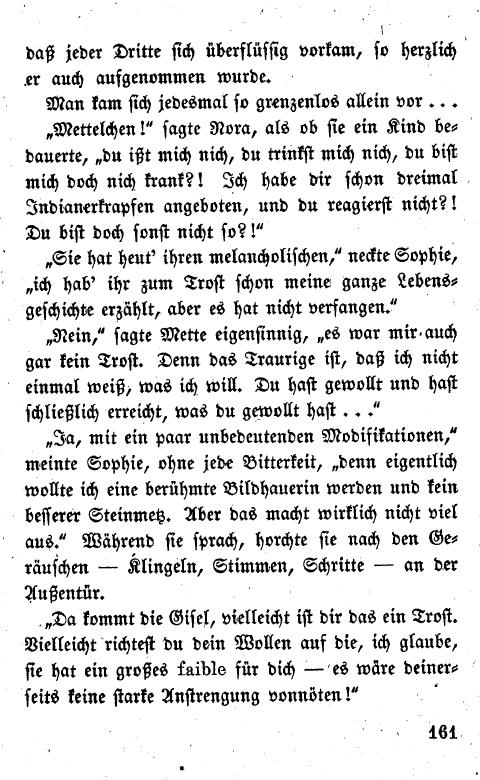 daß jeder Dritte sich überflüssig vorkam, so herzlich
er auch aufgenommen wurde.
Man kam sich jedesmal so grenzenlos allein vor . . .
„Mettelchen!“ sagte Nora, als ob sie ein Kind be-
dauerte, „du ißt mich nich, du trinkst mich nich, du bist
mich doch nich krank?! Ich habe dir schon dreimal
Indianerkrapfen angeboten, und du reagierst nicht?!
Du bist doch sonst nicht so?!“
„Sie hat heut' ihren melancholischen,“ neckte Sophie,
„ich hab' ihr zum Trost schon meine ganze Lebens-
geschichte erzählt, aber es hat nicht verfangen.“
„Nein,“ sagte Mette eigensinnig, „es war mir auch
gar kein Trost. Denn das Traurige ist, daß ich nicht
einmal weiß, was ich will. Du hast gewollt und hast
schließlich erreicht, was du gewollt hast . . .“
„Ja, mit ein paar unbedeutenden Modifikationen,“
meinte Sophie, ohne jede Bitterkeit, „denn eigentlich
wollte ich eine berühmte Bildhauerin werden und kein
besserer Steinmetz. Aber das macht wirklich nicht viel
aus.“ Während sie sprach, horchte sie nach den Ge-
räuschen — Klingeln, Stimmen, Schritte — an der
Außentür.
„Da kommt die Gisel, vielleicht ist dir das ein Trost.
Vielleicht richtest du dein Wollen auf die, ich glaube,
sie hat ein großes faible für dich — es wäre deiner-
seits keine starke Anstrengung vonnöten!“
161